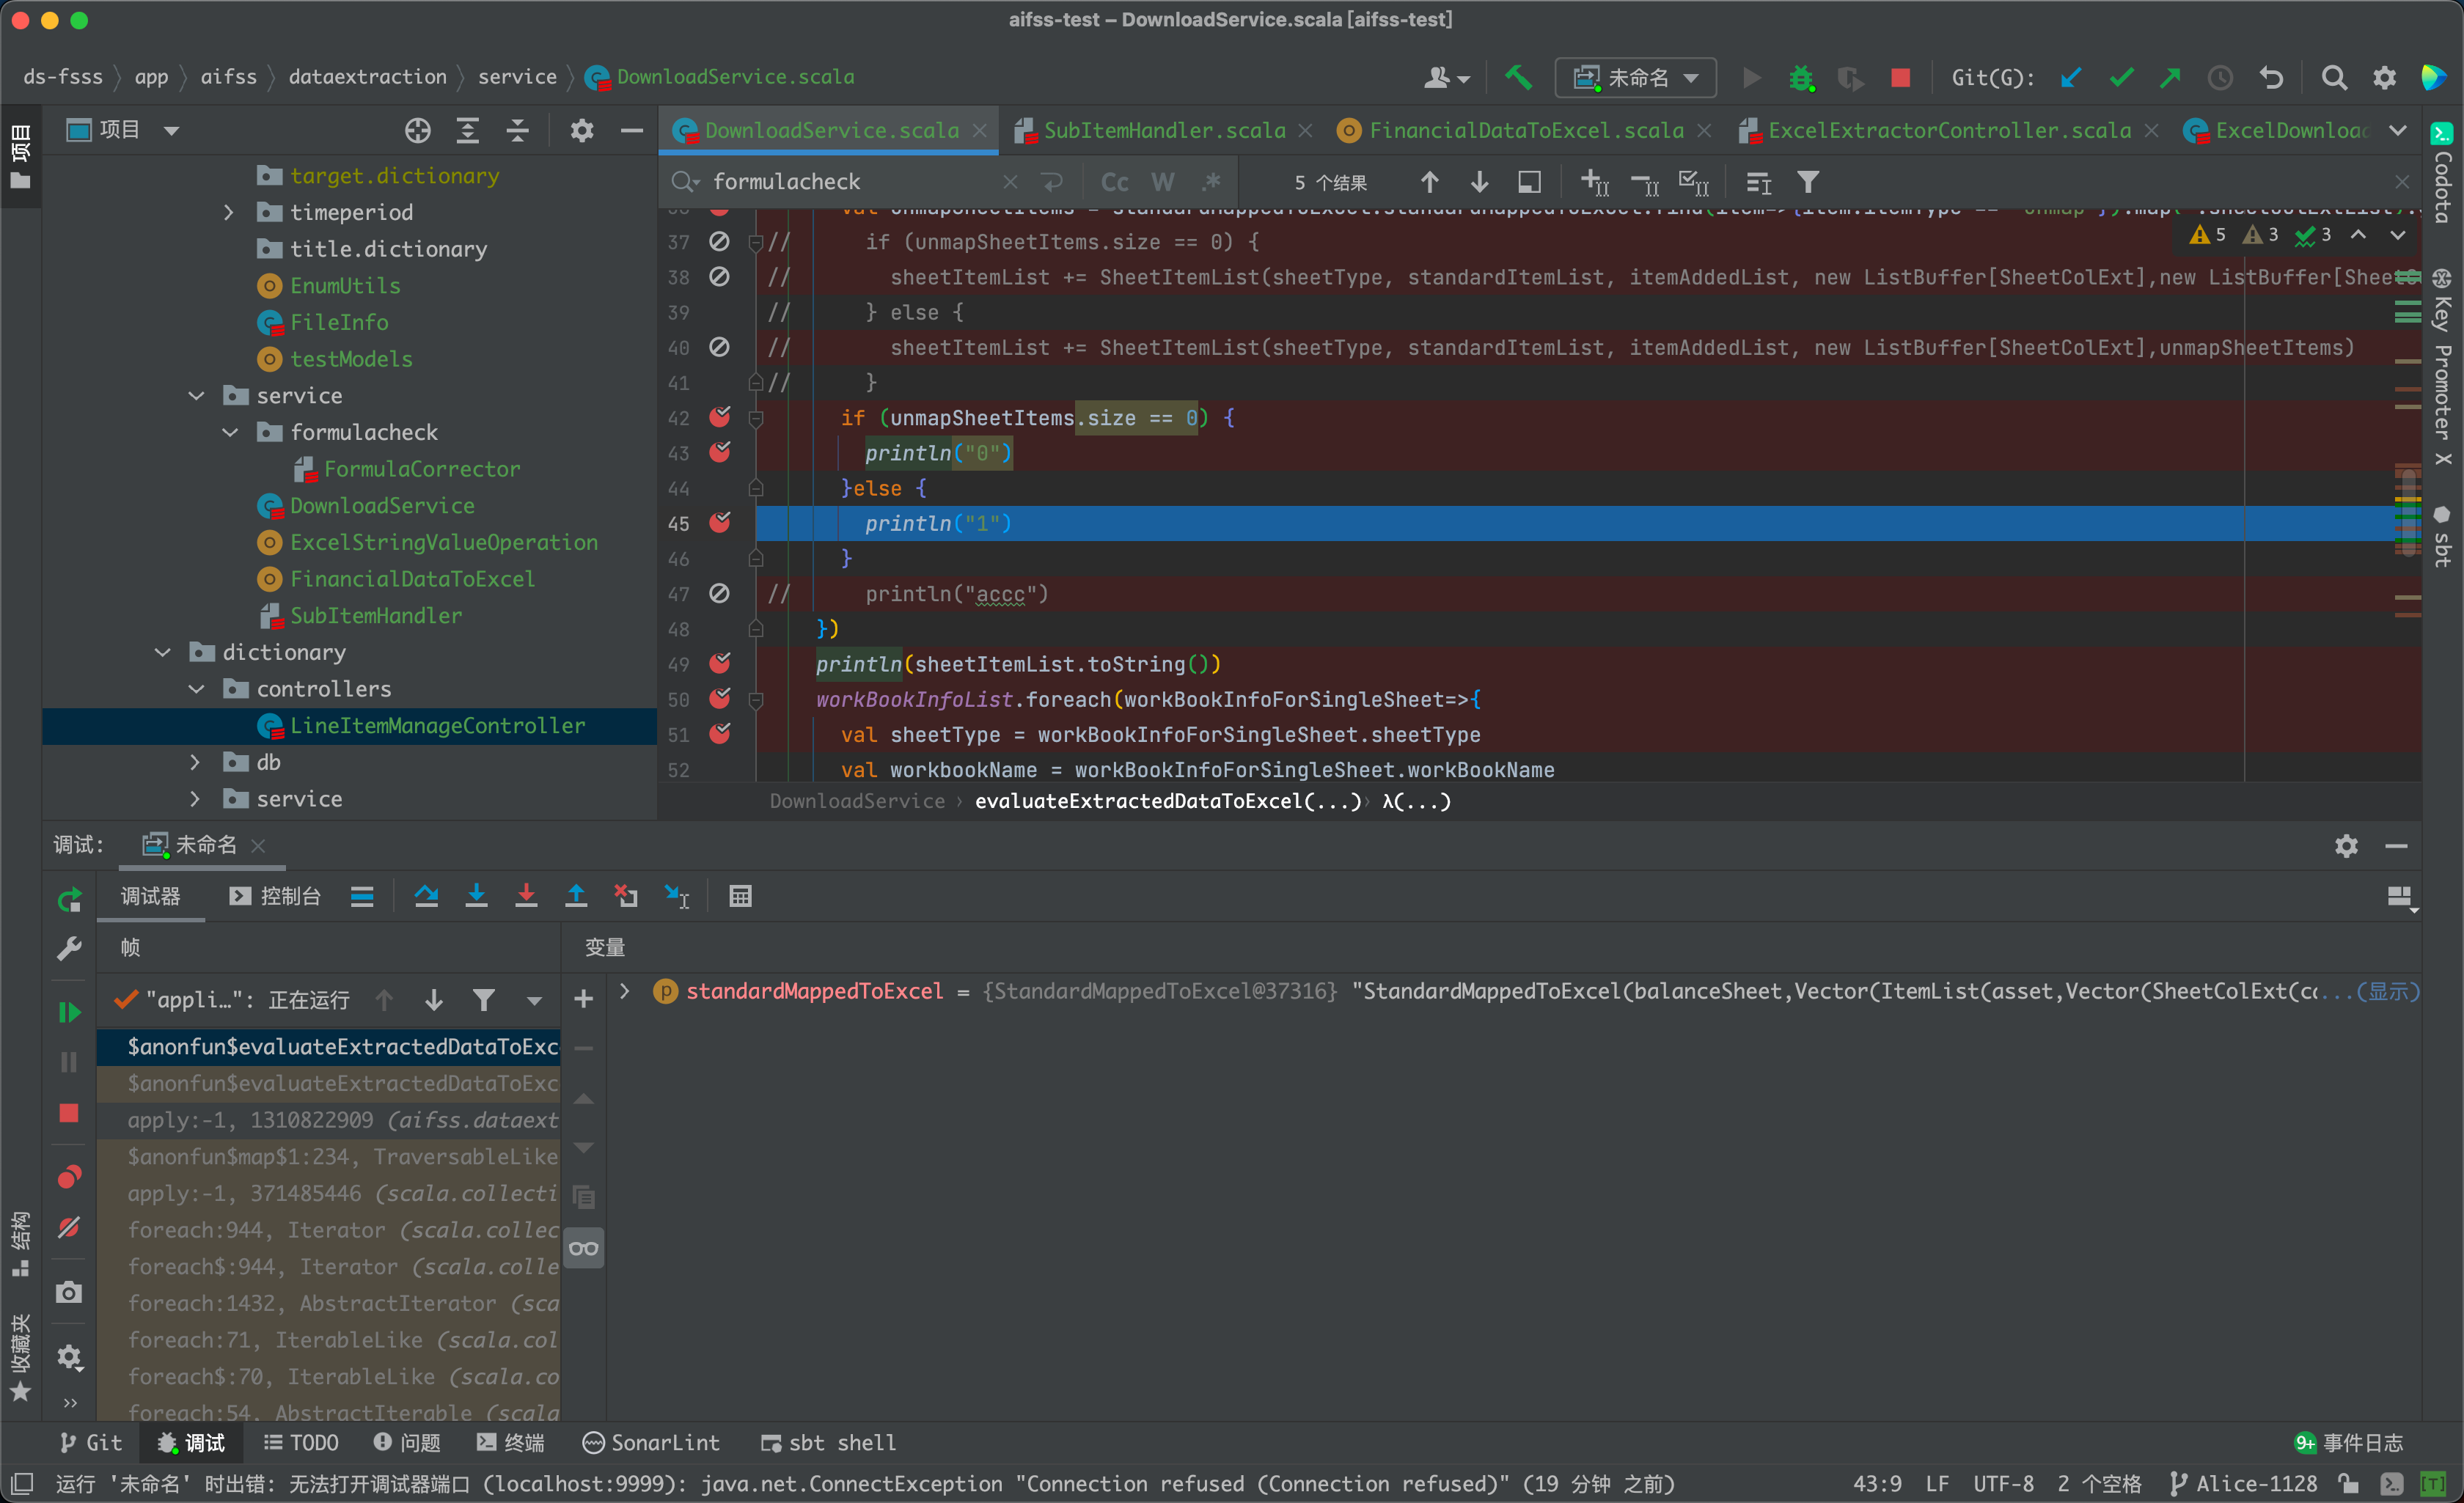 aifss-test – DownloadService.scala [aifss-test]
ds-fsss
app
aifss
dataextraction
service
DownloadService.scala
未命名
Git(G):
项目
项目
DownloadService.scala
SubItemHandler.scala
FinancialDataToExcel.scala
ExcelExtractorController.scala
ExcelDownload
formulacheck
Cc
W
.*
5 个结果
target.dictionary
timeperiod
title.dictionary
EnumUtils
FileInfo
testModels
service
formulacheck
FormulaCorrector
DownloadService
ExcelStringValueOperation
FinancialDataToExcel
SubItemHandler
dictionary
controllers
LineItemManageController
db
service
5 3 3
37 // if (unmapSheetItems.size == 0) {
38 // sheetItemList += SheetItemList(sheetType, standardItemList, itemAddedList, new ListBuffer[SheetColExt],new ListBuffer[Sheet
39 // } else {
40 // sheetItemList += SheetItemList(sheetType, standardItemList, itemAddedList, new ListBuffer[SheetColExt],unmapSheetItems)
41 // }
42 if (unmapSheetItems.size == 0) {
43 println("0")
44 }else {
45 println("1")
46 }
47 // println("accc")
48 })
49 println(sheetItemList.toString())
50 workBookInfoList.foreach(workBookInfoForSingleSheet=>{
51 val sheetType = workBookInfoForSingleSheet.sheetType
52 val workbookName = workBookInfoForSingleSheet.workBookName
DownloadService › evaluateExtractedDataToExcel(...) › λ(...)
Codota
Key Promoter X
sbt
调试:
未命名
调试器
控制台
帧
变量
"appli…": 正在运行
standardMappedToExcel = {StandardMappedToExcel@37316} "StandardMappedToExcel(balanceSheet,Vector(ItemList(asset,Vector(SheetColExt(cc...(显示)
$anonfun$evaluateExtractedDataToExc
$anonfun$evaluateExtractedDataToExc
apply:-1, 1310822909 (aifss.dataext
$anonfun$map$1:234, TraversableLike
apply:-1, 371485446 (scala.collecti
foreach:944, Iterator (scala.collec
foreach$:944, Iterator (scala.colle
foreach:1432, AbstractIterator (sca
foreach:71, IterableLike (scala.col
foreach$:70, IterableLike (scala.co
foreach:54, AbstractIterable (scala
结构
收藏夹
Git
调试
TODO
问题
终端
SonarLint
sbt shell
9+ 事件日志
运行 '未命名' 时出错: 无法打开调试器端口 (localhost:9999): java.net.ConnectException "Connection refused (Connection refused)" (19 分钟 之前)
43:9
LF
UTF-8
2 个空格
Alice-1128
[T]